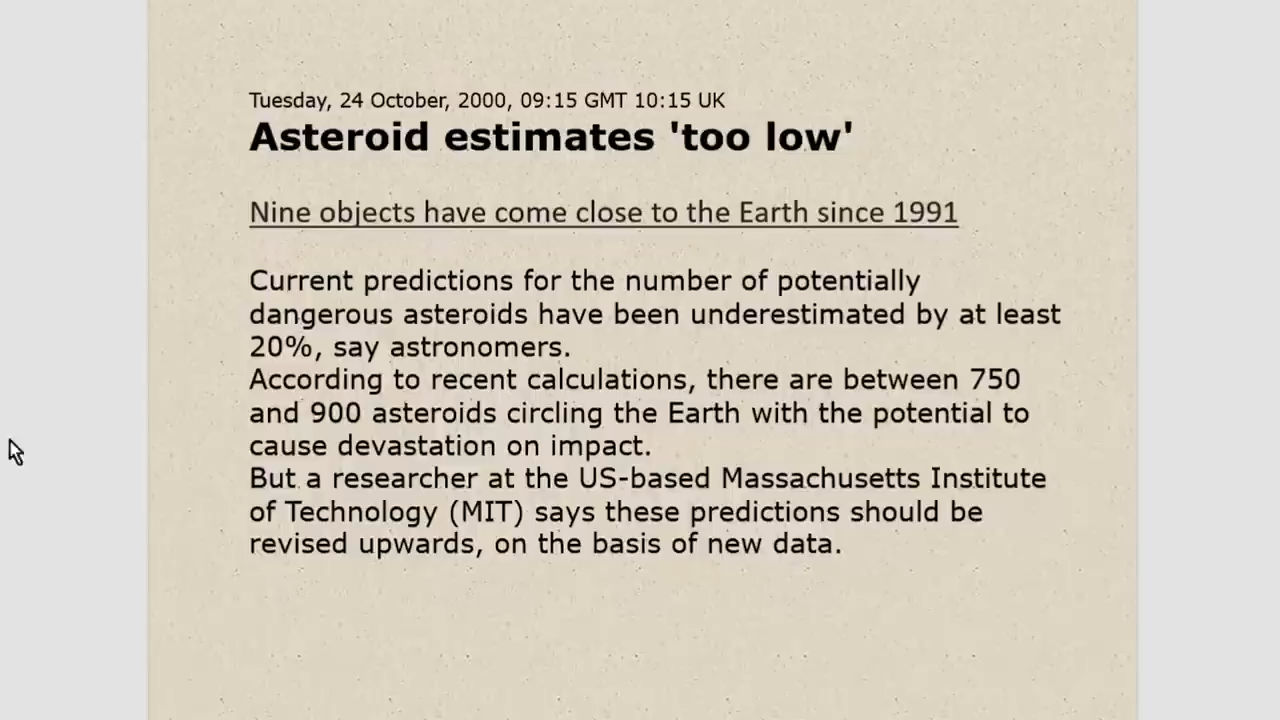 Tuesday, 24 October, 2000, 09:15 GMT 10:15 UK
Asteroid estimates 'too low'
Nine objects have come close to the Earth since 1991
Current predictions for the number of potentially
dangerous asteroids have been underestimated by at least
20%, say astronomers.
According to recent calculations, there are between 750
and 900 asteroids circling the Earth with the potential to
cause devastation on impact.
But a researcher at the US-based Massachusetts Institute
of Technology (MIT) says these predictions should be
revised upwards, on the basis of new data.